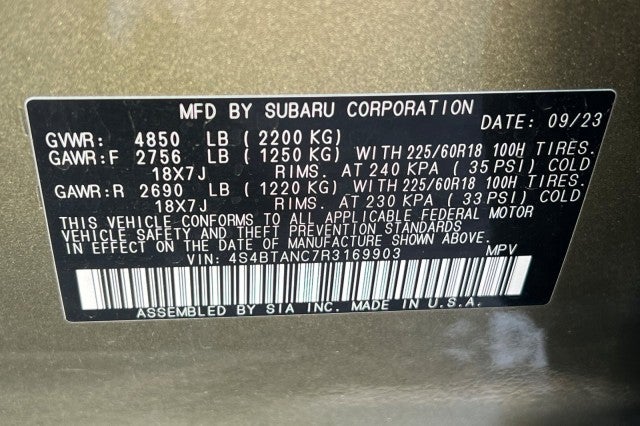 MFD BY SUBARU CORPORATION DATE: 09/23
GVWR: 4850 LB (2200 KG)
GAWR:F 2756 LB (1250 KG) WITH 225/60R18 100H TIRES.
18X7J RIMS. AT 240 KPA (35 PSI) COLD
GAWR:R 2690 LB (1220 KG) WITH 225/60R18 100H TIRES.
18X7J RIMS. AT 230 KPA (33 PSI) COLD
THIS VEHICLE CONFORMS TO ALL APPLICABLE FEDERAL MOTOR
VEHICLE SAFETY AND THEFT PREVENTION STANDARDS
IN EFFECT ON THE DATE OF MANUFACTURE SHOWN ABOVE.
VIN: 4S4BTANC7R3169903 MPV
ASSEMBLED BY SIA INC. MADE IN U.S.A.